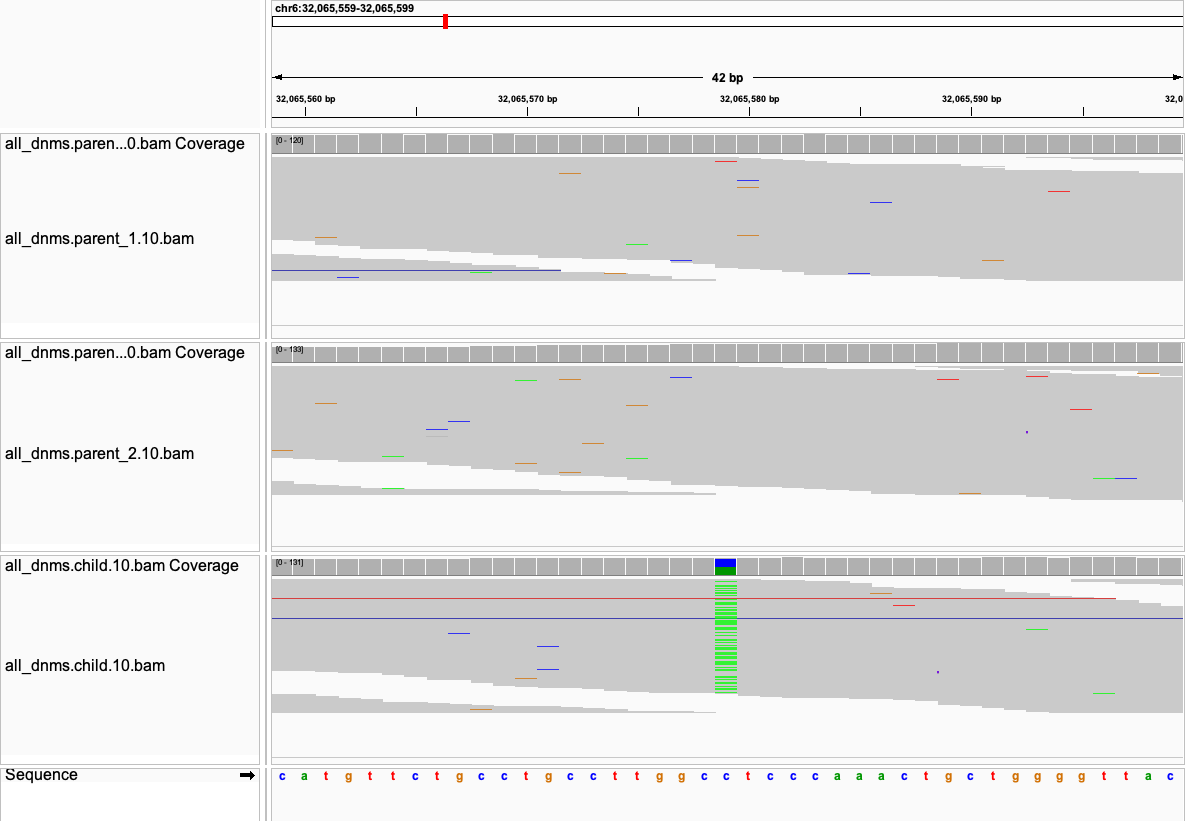 chr6:32,065,559-32,065,599
42 bp
32,065,560 bp 32,065,570 bp 32,065,580 bp 32,065,590 bp 32,0
all_dnms.paren...0.bam Coverage
[0 - 120]
all_dnms.parent_1.10.bam
all_dnms.paren...0.bam Coverage
[0 - 133]
all_dnms.parent_2.10.bam
all_dnms.child.10.bam Coverage
[0 - 131]
all_dnms.child.10.bam
Sequence c a t g t t c t g c c t g c c t t g g c c t c c c a a a c t g c t g g g g t t a c